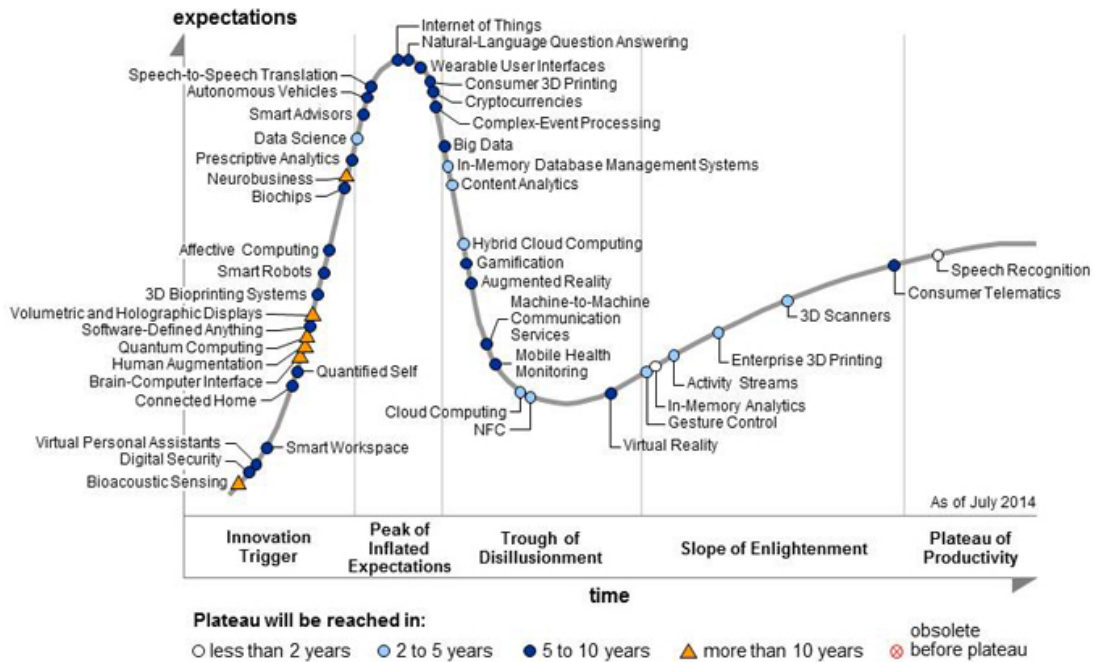 expectations
Internet of Things
Natural-Language Question Answering
Wearable User Interfaces
Speech-to-Speech Translation
Consumer 3D Printing
Autonomous Vehicles
Cryptocurrencies
Smart Advisors
Complex-Event Processing
Data Science
Big Data
Prescriptive Analytics
In-Memory Database Management Systems
Neurobusiness
Content Analytics
Biochips
Hybrid Cloud Computing
Affective Computing
Gamification
Smart Robots
Augmented Reality
3D Bioprinting Systems
Machine-to-Machine
Communication
Services
Volumetric and Holographic Displays
Software-Defined Anything
Quantum Computing
Mobile Health
Monitoring
Human Augmentation
Brain-Computer Interface
Quantified Self
Connected Home
Cloud Computing
NFC
Virtual Personal Assistants
Smart Workspace
Digital Security
Bioacoustic Sensing
Speech Recognition
Consumer Telematics
3D Scanners
Enterprise 3D Printing
Activity Streams
In-Memory Analytics
Gesture Control
Virtual Reality
As of July 2014
Innovation
Trigger
Peak of
Inflated
Expectations
Trough of
Disillusionment
Slope of Enlightenment
Plateau of
Productivity
time
Plateau will be reached in:
less than 2 years
2 to 5 years
5 to 10 years
more than 10 years
obsolete
before plateau